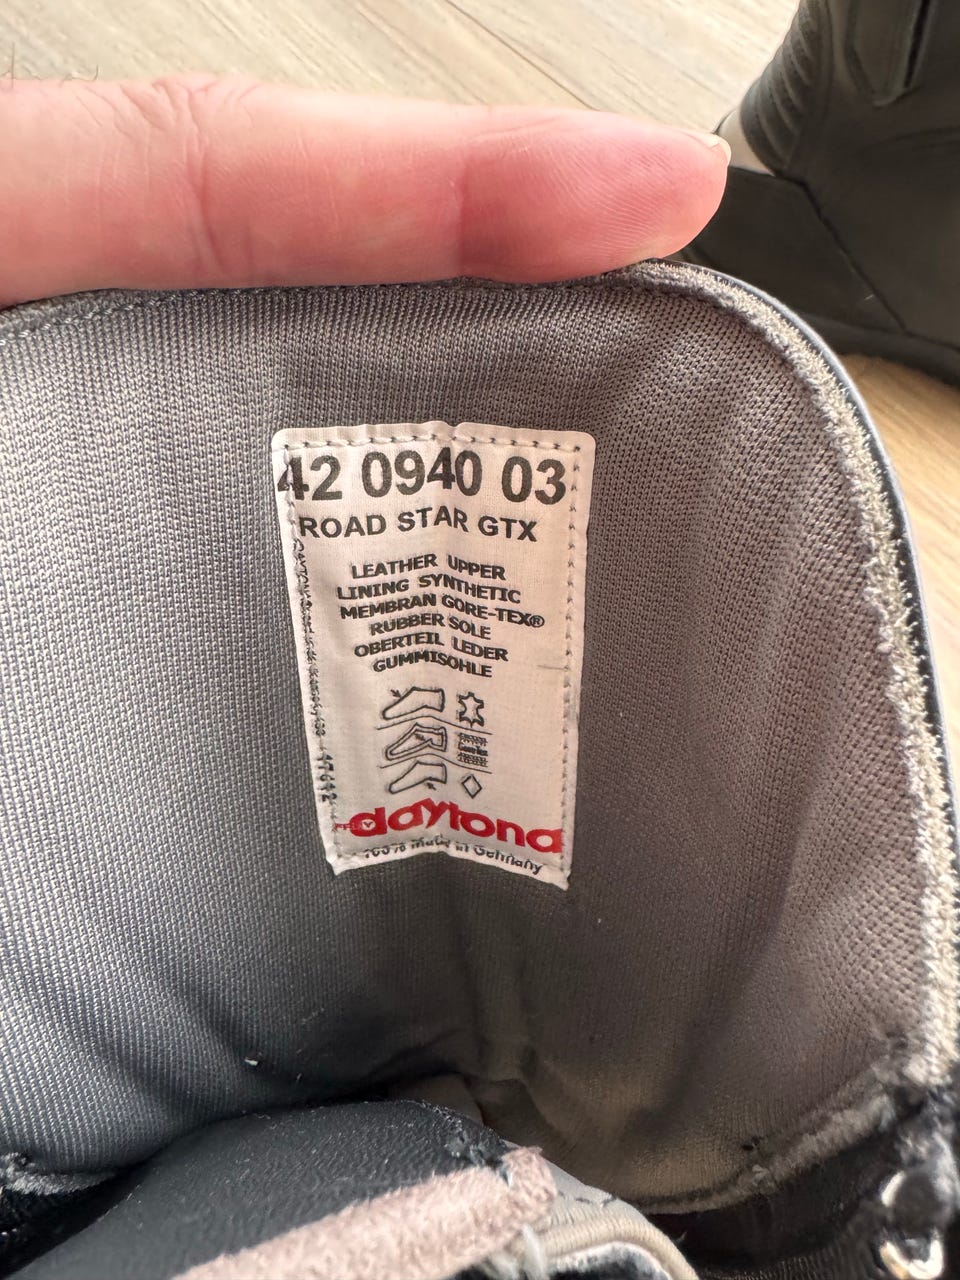 42 0940 03
ROAD STAR GTX
LEATHER UPPER
LINING SYNTHETIC
MEMBRAN GORE-TEX®
RUBBER SOLE
OBERTEIL LEDER
GUMMISOHLE
daytona
100% Made in Germany